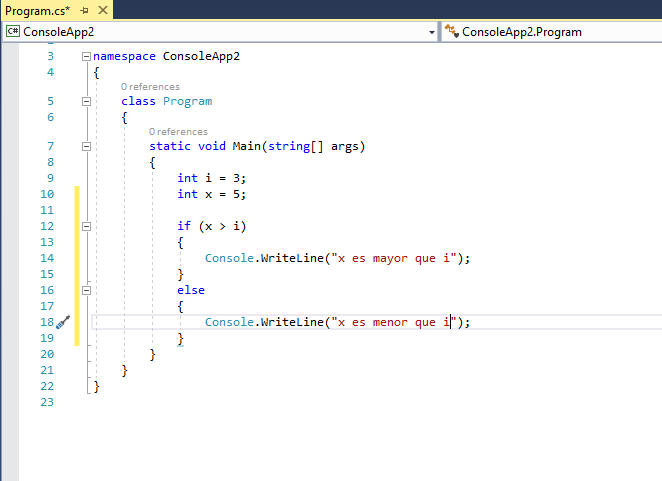 Program.cs*
ConsoleApp2 ConsoleApp2.Program
3 namespace ConsoleApp2
4 {
0 references
5 class Program
6 {
0 references
7 static void Main(string[] args)
8 {
9 int i = 3;
10 int x = 5;
11
12 if (x > i)
13 {
14 Console.WriteLine("x es mayor que i");
15 }
16 else
17 {
18 Console.WriteLine("x es menor que i");
19 }
20 }
21 }
22 }
23